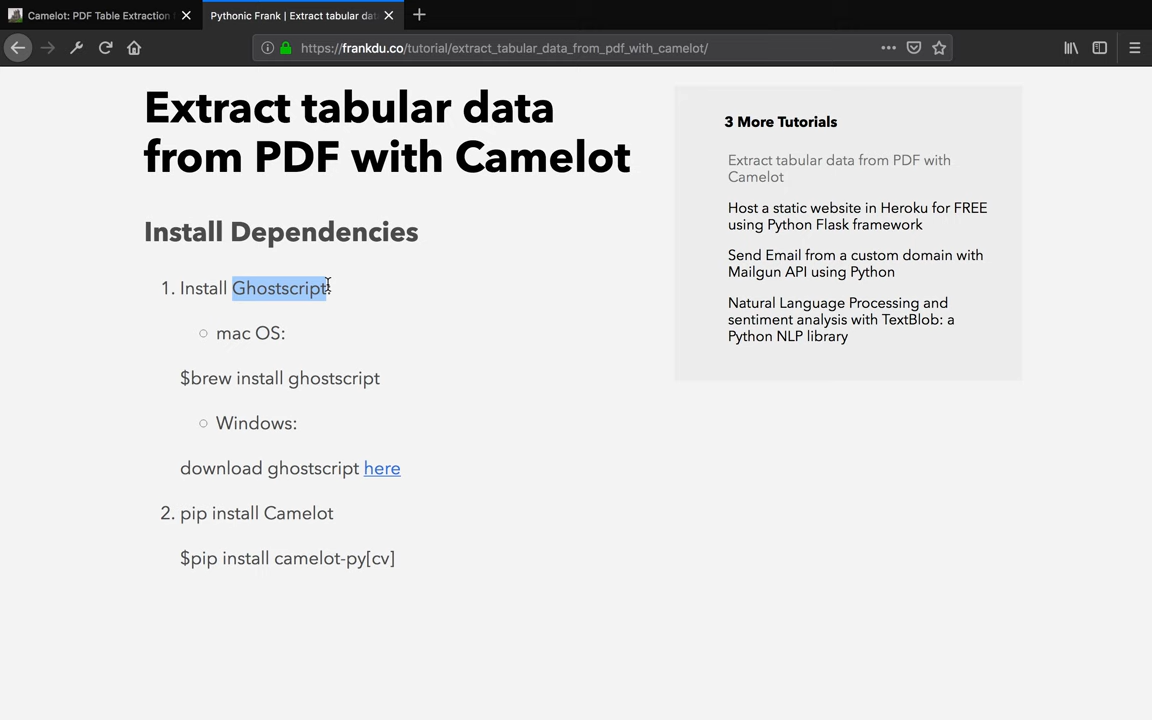 Camelot: PDF Table Extraction
Pythonic Frank | Extract tabular dat
https://frankdu.co/tutorial/extract_tabular_data_from_pdf_with_camelot/
Extract tabular data
from PDF with Camelot
Install Dependencies
1. Install Ghostscript:
mac OS:
$brew install ghostscript
Windows:
download ghostscript here
2. pip install Camelot
$pip install camelot-py[cv]
3 More Tutorials
Extract tabular data from PDF with
Camelot
Host a static website in Heroku for FREE
using Python Flask framework
Send Email from a custom domain with
Mailgun API using Python
Natural Language Processing and
sentiment analysis with TextBlob: a
Python NLP library